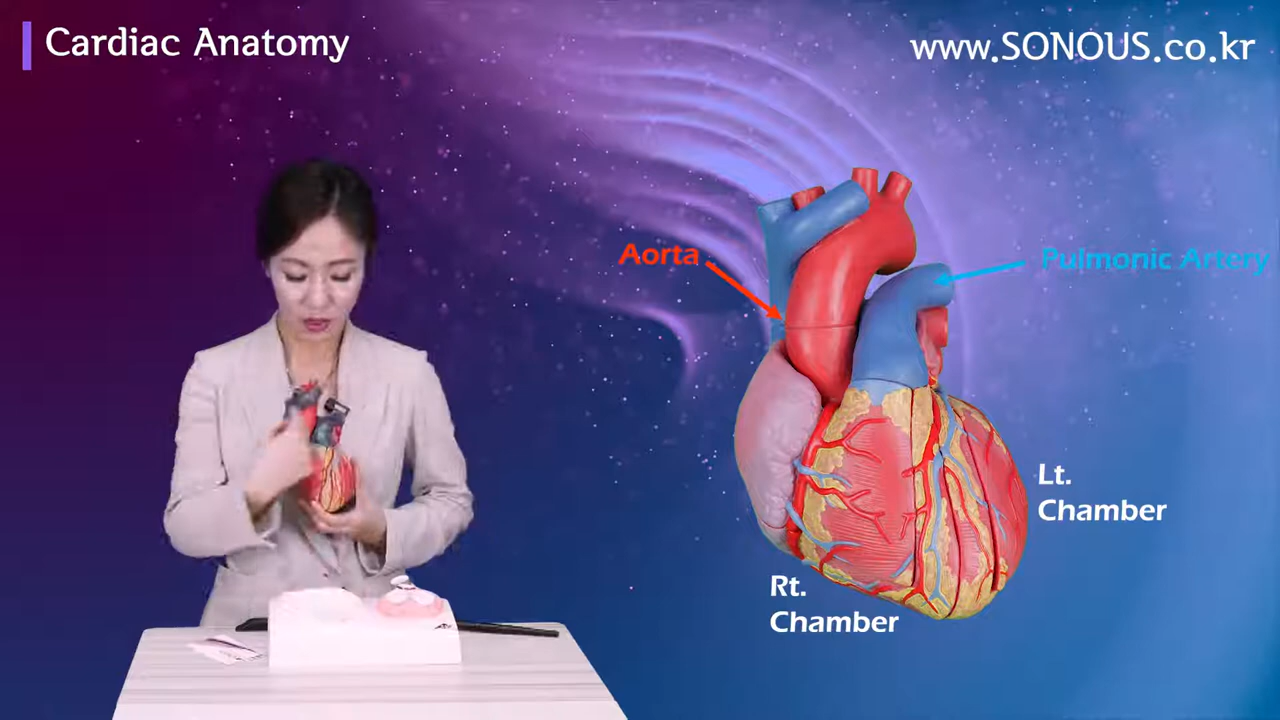 Cardiac Anatomy
www.SONOUS.co.kr
Aorta
Pulmonic Artery
Lt.
Chamber
Rt.
Chamber